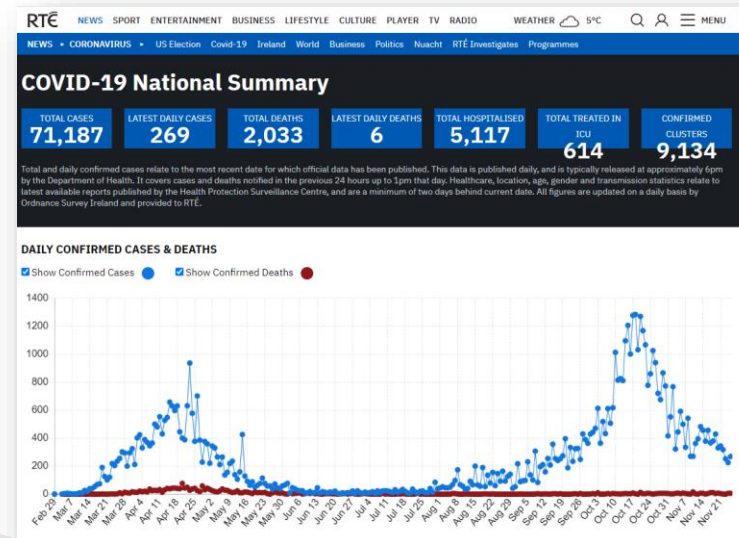 RTÉ NEWS SPORT ENTERTAINMENT BUSINESS LIFESTYLE CULTURE PLAYER TV RADIO WEATHER 5°C MENU
NEWS ▸ CORONAVIRUS ▸ US Election Covid-19 Ireland World Business Politics Nuacht RTÉ Investigates Programmes
COVID-19 National Summary
TOTAL CASES
71,187
LATEST DAILY CASES
269
TOTAL DEATHS
2,033
LATEST DAILY DEATHS
6
TOTAL HOSPITALISED
5,117
TOTAL TREATED IN
ICU
614
CONFIRMED
CLUSTERS
9,134
Total and daily confirmed cases relate to the most recent date for which official data has been published. This data is published daily, and is typically released at approximately 6pm
by the Department of Health. It covers cases and deaths notified in the previous 24 hours up to 1pm that day. Healthcare, location, age, gender and transmission statistics relate to
latest available reports published by the Health Protection Surveillance Centre, and are a minimum of two days behind current date. All figures are updated on a daily basis by
Ordnance Survey Ireland and provided to RTÉ.
DAILY CONFIRMED CASES & DEATHS
Show Confirmed Cases Show Confirmed Deaths
1400
1200
1000
800
600
400
200
0
Feb 29 Mar 7 Mar 14 Mar 21 Mar 28 Apr 4 Apr 11 Apr 18 Apr 25 May 2 May 9 May 16 May 23 May 30 Jun 6 Jun 13 Jun 20 Jun 27 Jul 4 Jul 11 Jul 18 Jul 25 Aug 1 Aug 8 Aug 15 Aug 22 Aug 29 Sep 5 Sep 12 Sep 19 Sep 26 Oct 3 Oct 10 Oct 17 Oct 24 Oct 31 Nov 7 Nov 14 Nov 21